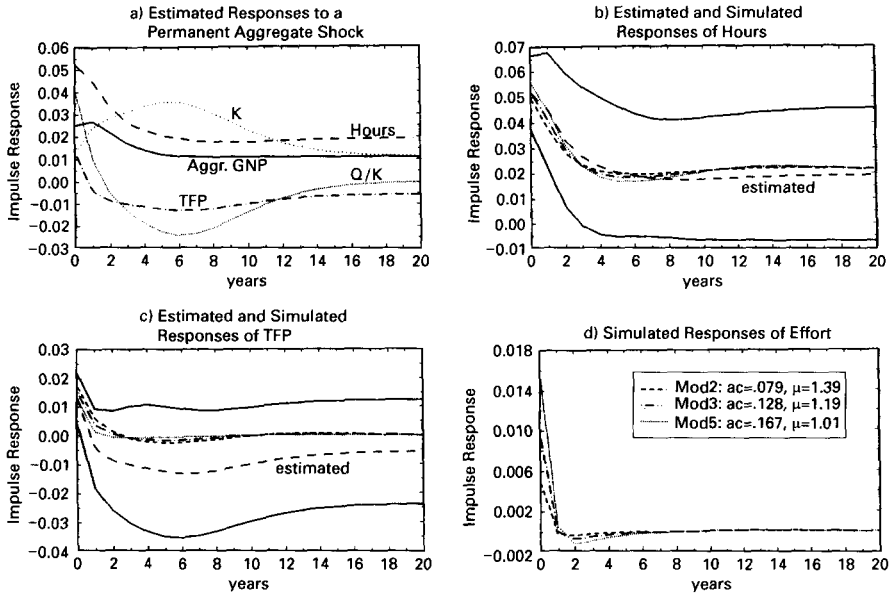 a) Estimated Responses to a
Permanent Aggregate Shock
Impulse Response
0.06
0.05
0.04
0.03
0.02
0.01
0.00
−0.01
−0.02
−0.03
K
Hours
Aggr. GNP
Q/K
TFP
0 2 4 6 8 10 12 14 16 18 20
years
b) Estimated and Simulated
Responses of Hours
Impulse Response
0.07
0.06
0.05
0.04
0.03
0.02
0.01
0.00
−0.01
estimated
0 2 4 6 8 10 12 14 16 18 20
years
c) Estimated and Simulated
Responses of TFP
Impulse Response
0.03
0.02
0.01
0.00
−0.01
−0.02
−0.03
−0.04
estimated
0 2 4 6 8 10 12 14 16 18 20
years
d) Simulated Responses of Effort
Impulse Response
0.018
0.014
0.010
0.006
0.002
−0.002
Mod2: ac=.079, μ=1.39
Mod3: ac=.128, μ=1.19
Mod5: ac=.167, μ=1.01
0 2 4 6 8 10 12 14 16 18 20
years